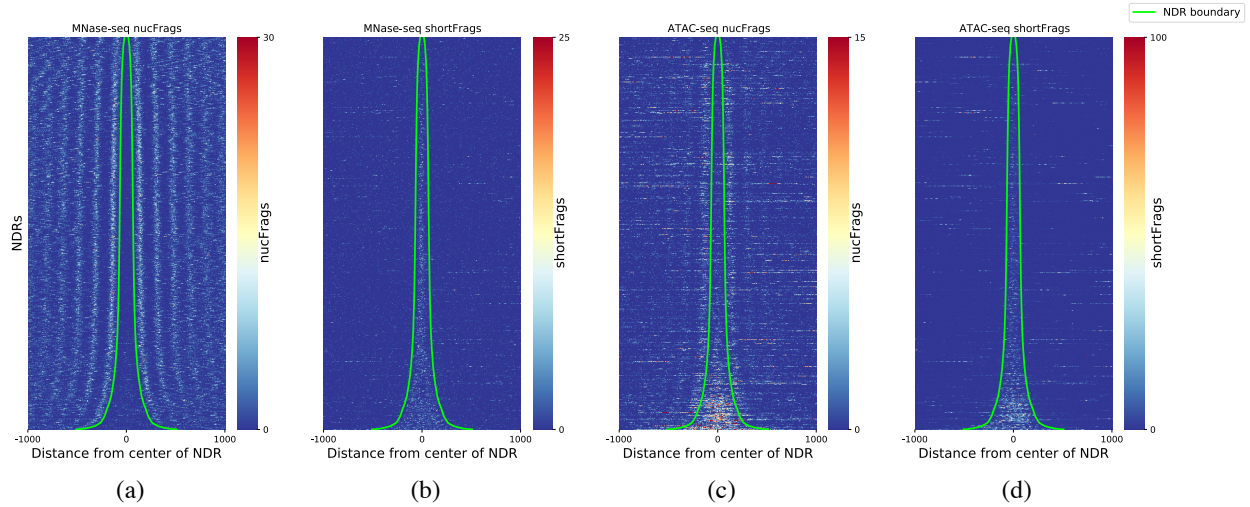 NDR boundary
MNase-seq nucFrags
MNase-seq shortFrags
ATAC-seq nucFrags
ATAC-seq shortFrags
30
25
15
100
NDRs
nucFrags
shortFrags
nucFrags
shortFrags
0
0
0
0
-1000 0 1000
-1000 0 1000
-1000 0 1000
-1000 0 1000
Distance from center of NDR
Distance from center of NDR
Distance from center of NDR
Distance from center of NDR
(a)
(b)
(c)
(d)